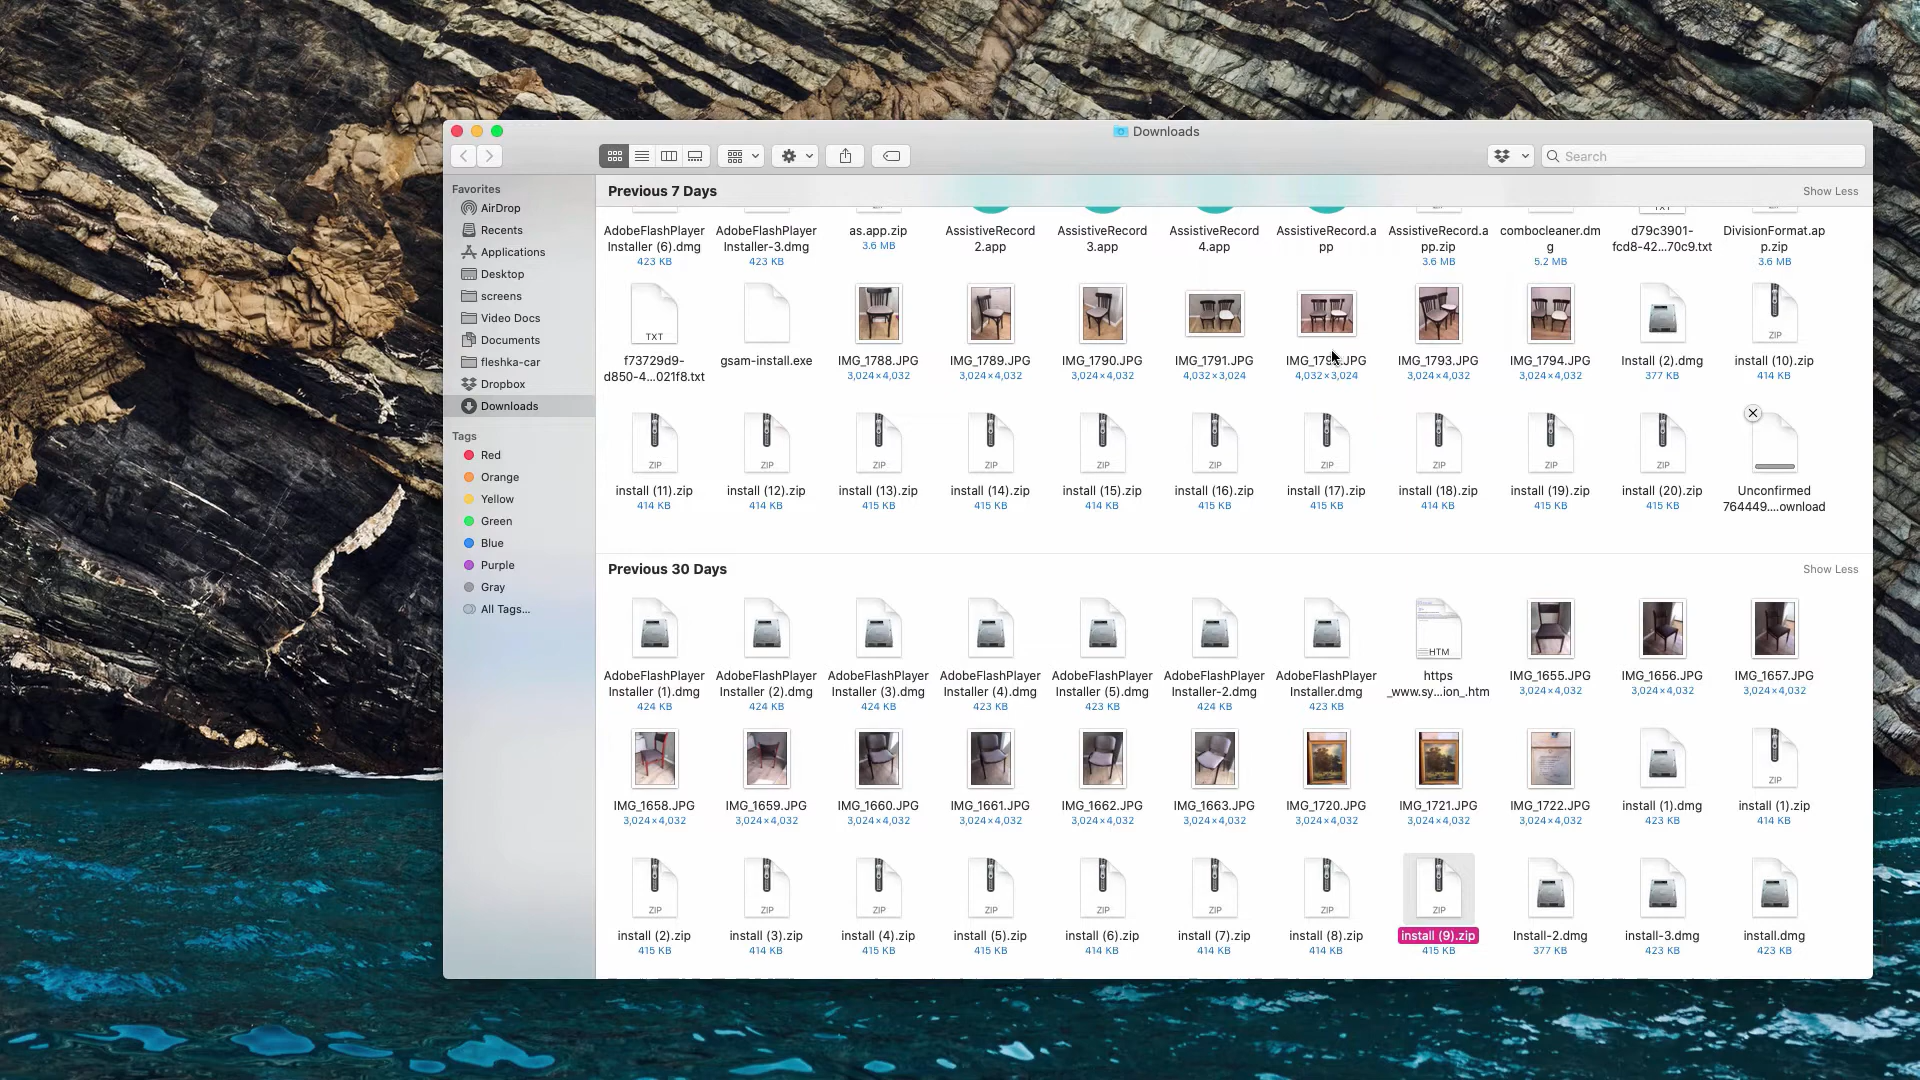 Downloads
Search
Favorites
AirDrop
Recents
Applications
Desktop
screens
Video Docs
Documents
fleshka-car
Dropbox
Downloads
Tags
Red
Orange
Yellow
Green
Blue
Purple
Gray
All Tags...
Previous 7 Days
Show Less
AdobeFlashPlayer AdobeFlashPlayer as.app.zip AssistiveRecord AssistiveRecord AssistiveRecord AssistiveRecord.a AssistiveRecord.a combocleaner.dm d79c3901- DivisionFormat.ap
Installer (6).dmg Installer-3.dmg 3.6 MB 2.app 3.app 4.app pp pp.zip g fcd8-42...70c9.txt p.zip
423 KB 423 KB 3.6 MB 5.2 MB 3.6 MB
TXT ZIP
f73729d9- gsam-install.exe IMG_1788.JPG IMG_1789.JPG IMG_1790.JPG IMG_1791.JPG IMG_179 .JPG IMG_1793.JPG IMG_1794.JPG Install (2).dmg install (10).zip
d850-4...021f8.txt 3,024×4,032 3,024×4,032 3,024×4,032 4,032×3,024 4,032×3,024 3,024×4,032 3,024×4,032 377 KB 414 KB
ZIP ZIP ZIP ZIP ZIP ZIP ZIP ZIP ZIP ZIP
install (11).zip install (12).zip install (13).zip install (14).zip install (15).zip install (16).zip install (17).zip install (18).zip install (19).zip install (20).zip Unconfirmed
414 KB 414 KB 415 KB 414 KB 414 KB 415 KB 415 KB 414 KB 415 KB 415 KB 764449....ownload
Previous 30 Days
Show Less
HTM
AdobeFlashPlayer AdobeFlashPlayer AdobeFlashPlayer AdobeFlashPlayer AdobeFlashPlayer AdobeFlashPlayer AdobeFlashPlayer https IMG_1655.JPG IMG_1656.JPG IMG_1657.JPG
Installer (1).dmg Installer (2).dmg Installer (3).dmg Installer (4).dmg Installer (5).dmg Installer-2.dmg Installer.dmg _www.sy...ion_.htm 3,024×4,032 3,024×4,032 3,024×4,032
424 KB 424 KB 424 KB 423 KB 423 KB 424 KB 423 KB
ZIP
IMG_1658.JPG IMG_1659.JPG IMG_1660.JPG IMG_1661.JPG IMG_1662.JPG IMG_1663.JPG IMG_1720.JPG IMG_1721.JPG IMG_1722.JPG install (1).dmg install (1).zip
3,024×4,032 3,024×4,032 3,024×4,032 3,024×4,032 3,024×4,032 3,024×4,032 3,024×4,032 3,024×4,032 3,024×4,032 423 KB 414 KB
ZIP ZIP ZIP ZIP ZIP ZIP ZIP ZIP
install (2).zip install (3).zip install (4).zip install (5).zip install (6).zip install (7).zip install (8).zip install (9).zip Install-2.dmg install-3.dmg install.dmg
415 KB 414 KB 415 KB 415 KB 414 KB 414 KB 414 KB 415 KB 377 KB 423 KB 423 KB